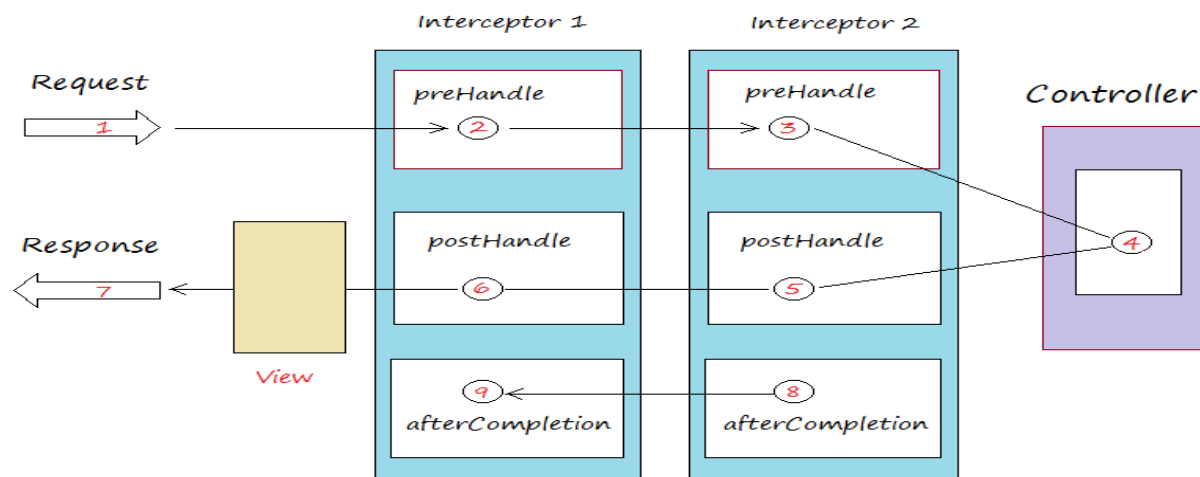 Interceptor 1
Interceptor 2
Request
preHandle
preHandle
Controller
1
2
3
Response
postHandle
postHandle
4
7
6
5
View
9
8
afterCompletion
afterCompletion